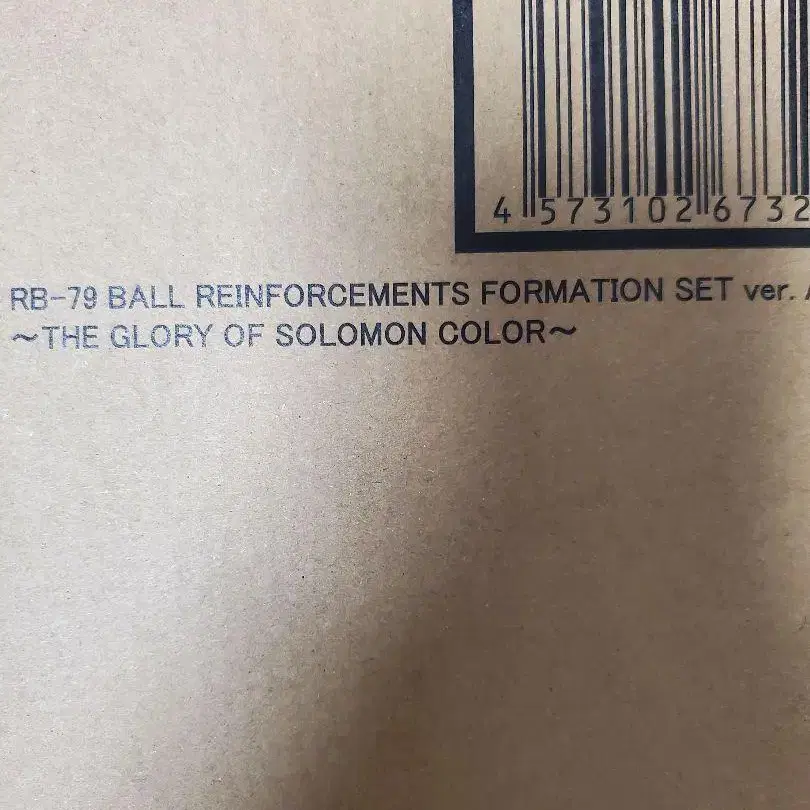 4 573102 6732
RB-79 BALL REINFORCEMENTS FORMATION SET ver.
~THE GLORY OF SOLOMON COLOR~